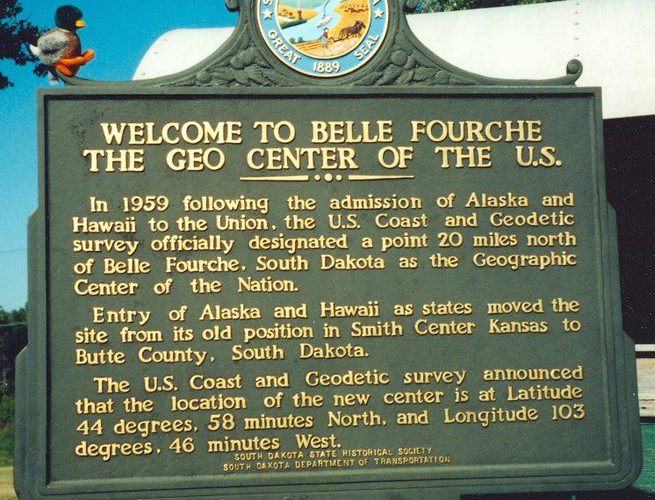 GREAT SEAL
1889
WELCOME TO BELLE FOURCHE
THE GEO CENTER OF THE U.S.
In 1959 following the admission of Alaska and
Hawaii to the Union, the U.S. Coast and Geodetic
survey officially designated a point 20 miles north
of Belle Fourche, South Dakota as the Geographic
Center of the Nation.
Entry of Alaska and Hawaii as states moved the
site from its old position in Smith Center Kansas to
Butte County, South Dakota.
The U.S. Coast and Geodetic survey announced
that the location of the new center is at Latitude
44 degrees, 58 minutes North, and Longitude 103
degrees, 46 minutes West.
SOUTH DAKOTA STATE HISTORICAL SOCIETY
SOUTH DAKOTA DEPARTMENT OF TRANSPORTATION